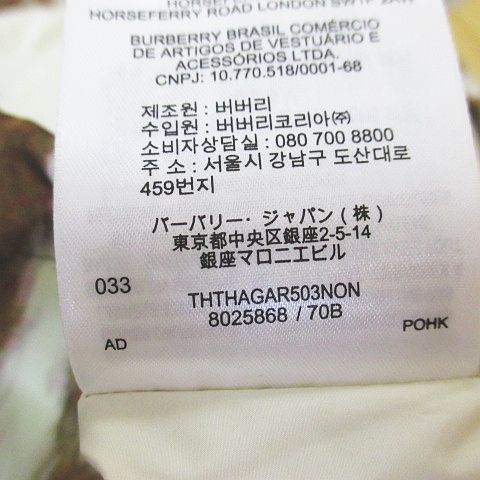 HORSEFERRY ROAD LONDON SW1P 2AW
BURBERRY BRASIL COMÉRCIO
DE ARTIGOS DE VESTUÁRIO E
ACESSÓRIOS LTDA.
CNPJ: 10.770.518/0001-68
제조원 : 버버리
수입원 : 버버리코리아㈜
소비자상담실 : 080 700 8800
주 소 : 서울시 강남구 도산대로
459번지
バーバリー・ジャパン(株)
東京都中央区銀座2-5-14
銀座マロニエビル
033
THTHAGAR503NON
8025868 / 70B
AD
POHK